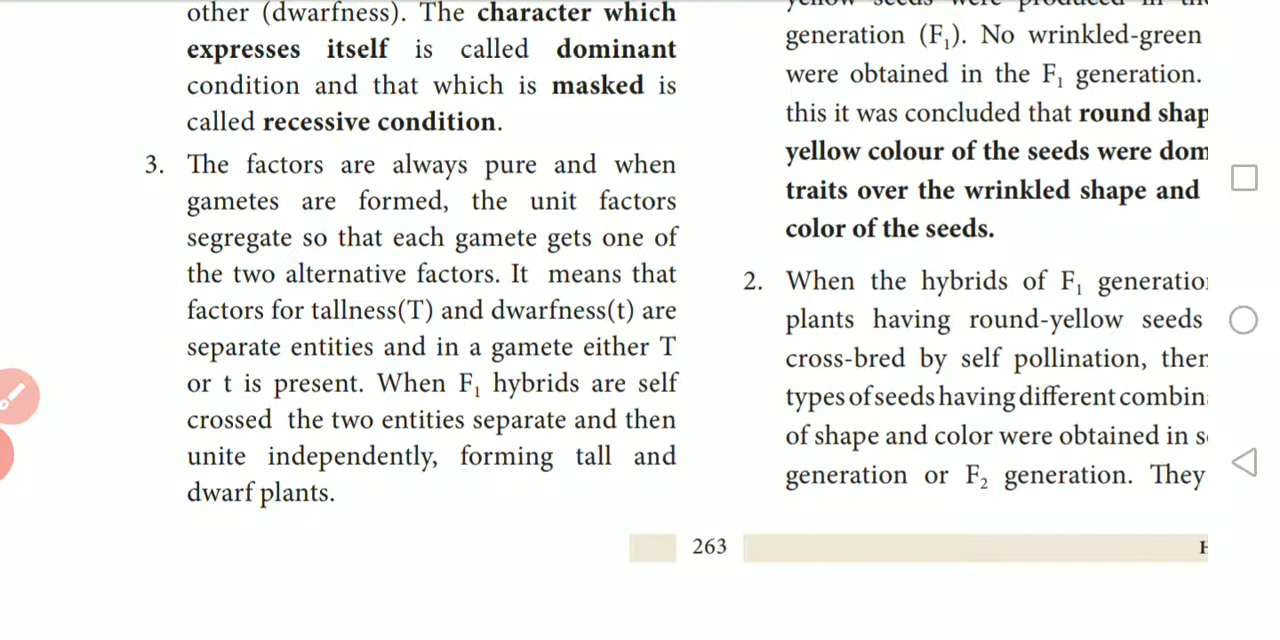 other (dwarfness). The character which
expresses itself is called dominant
condition and that which is masked is
called recessive condition.
3. The factors are always pure and when
gametes are formed, the unit factors
segregate so that each gamete gets one of
the two alternative factors. It means that
factors for tallness(T) and dwarfness(t) are
separate entities and in a gamete either T
or t is present. When F₁ hybrids are self
crossed the two entities separate and then
unite independently, forming tall and
dwarf plants.
yellow seeds were produced in
generation (F₁). No wrinkled-green
were obtained in the F₁ generation.
this it was concluded that round
yellow colour of the seeds were
traits over the wrinkled shape and
color of the seeds.
2. When the hybrids of F₁
plants having round-yellow seeds
cross-bred by self pollination,
types of seeds having different
of shape and color were obtained in
generation or F₂ generation. They
263